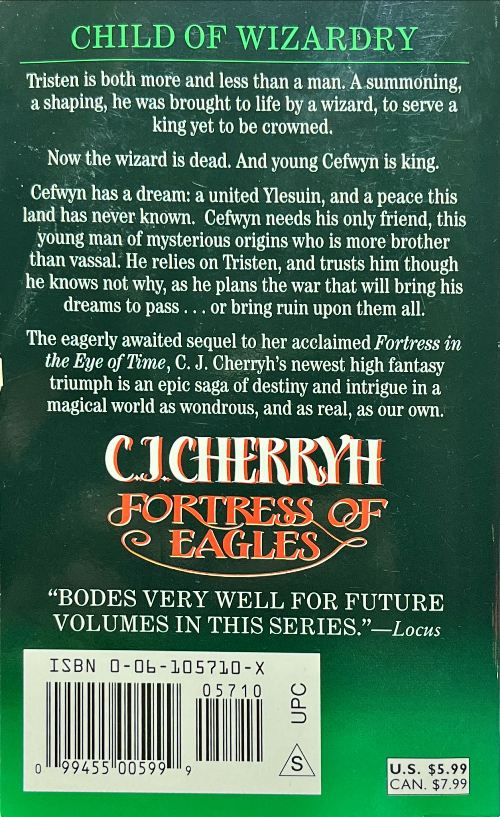 CHILD OF WIZARDRY
Tristen is both more and less than a man. A summoning,
a shaping, he was brought to life by a wizard, to serve a
king yet to be crowned.
Now the wizard is dead. And young Cefwyn is king.
Cefwyn has a dream: a united Ylesuin, and a peace this
land has never known. Cefwyn needs his only friend, this
young man of mysterious origins who is more brother
than vassal. He relies on Tristen, and trusts him though
he knows not why, as he plans the war that will bring his
dreams to pass . . . or bring ruin upon them all.
The eagerly awaited sequel to her acclaimed Fortress in
the Eye of Time, C. J. Cherryh's newest high fantasy
triumph is an epic saga of destiny and intrigue in a
magical world as wondrous, and as real, as our own.
C.J. CHERRYH
FORTRESS OF
EAGLES
"BODES VERY WELL FOR FUTURE
VOLUMES IN THIS SERIES."—Locus
ISBN 0-06-105710-X
05710
UPC
S
0 99455 00599 9
U.S. $5.99
CAN. $7.99